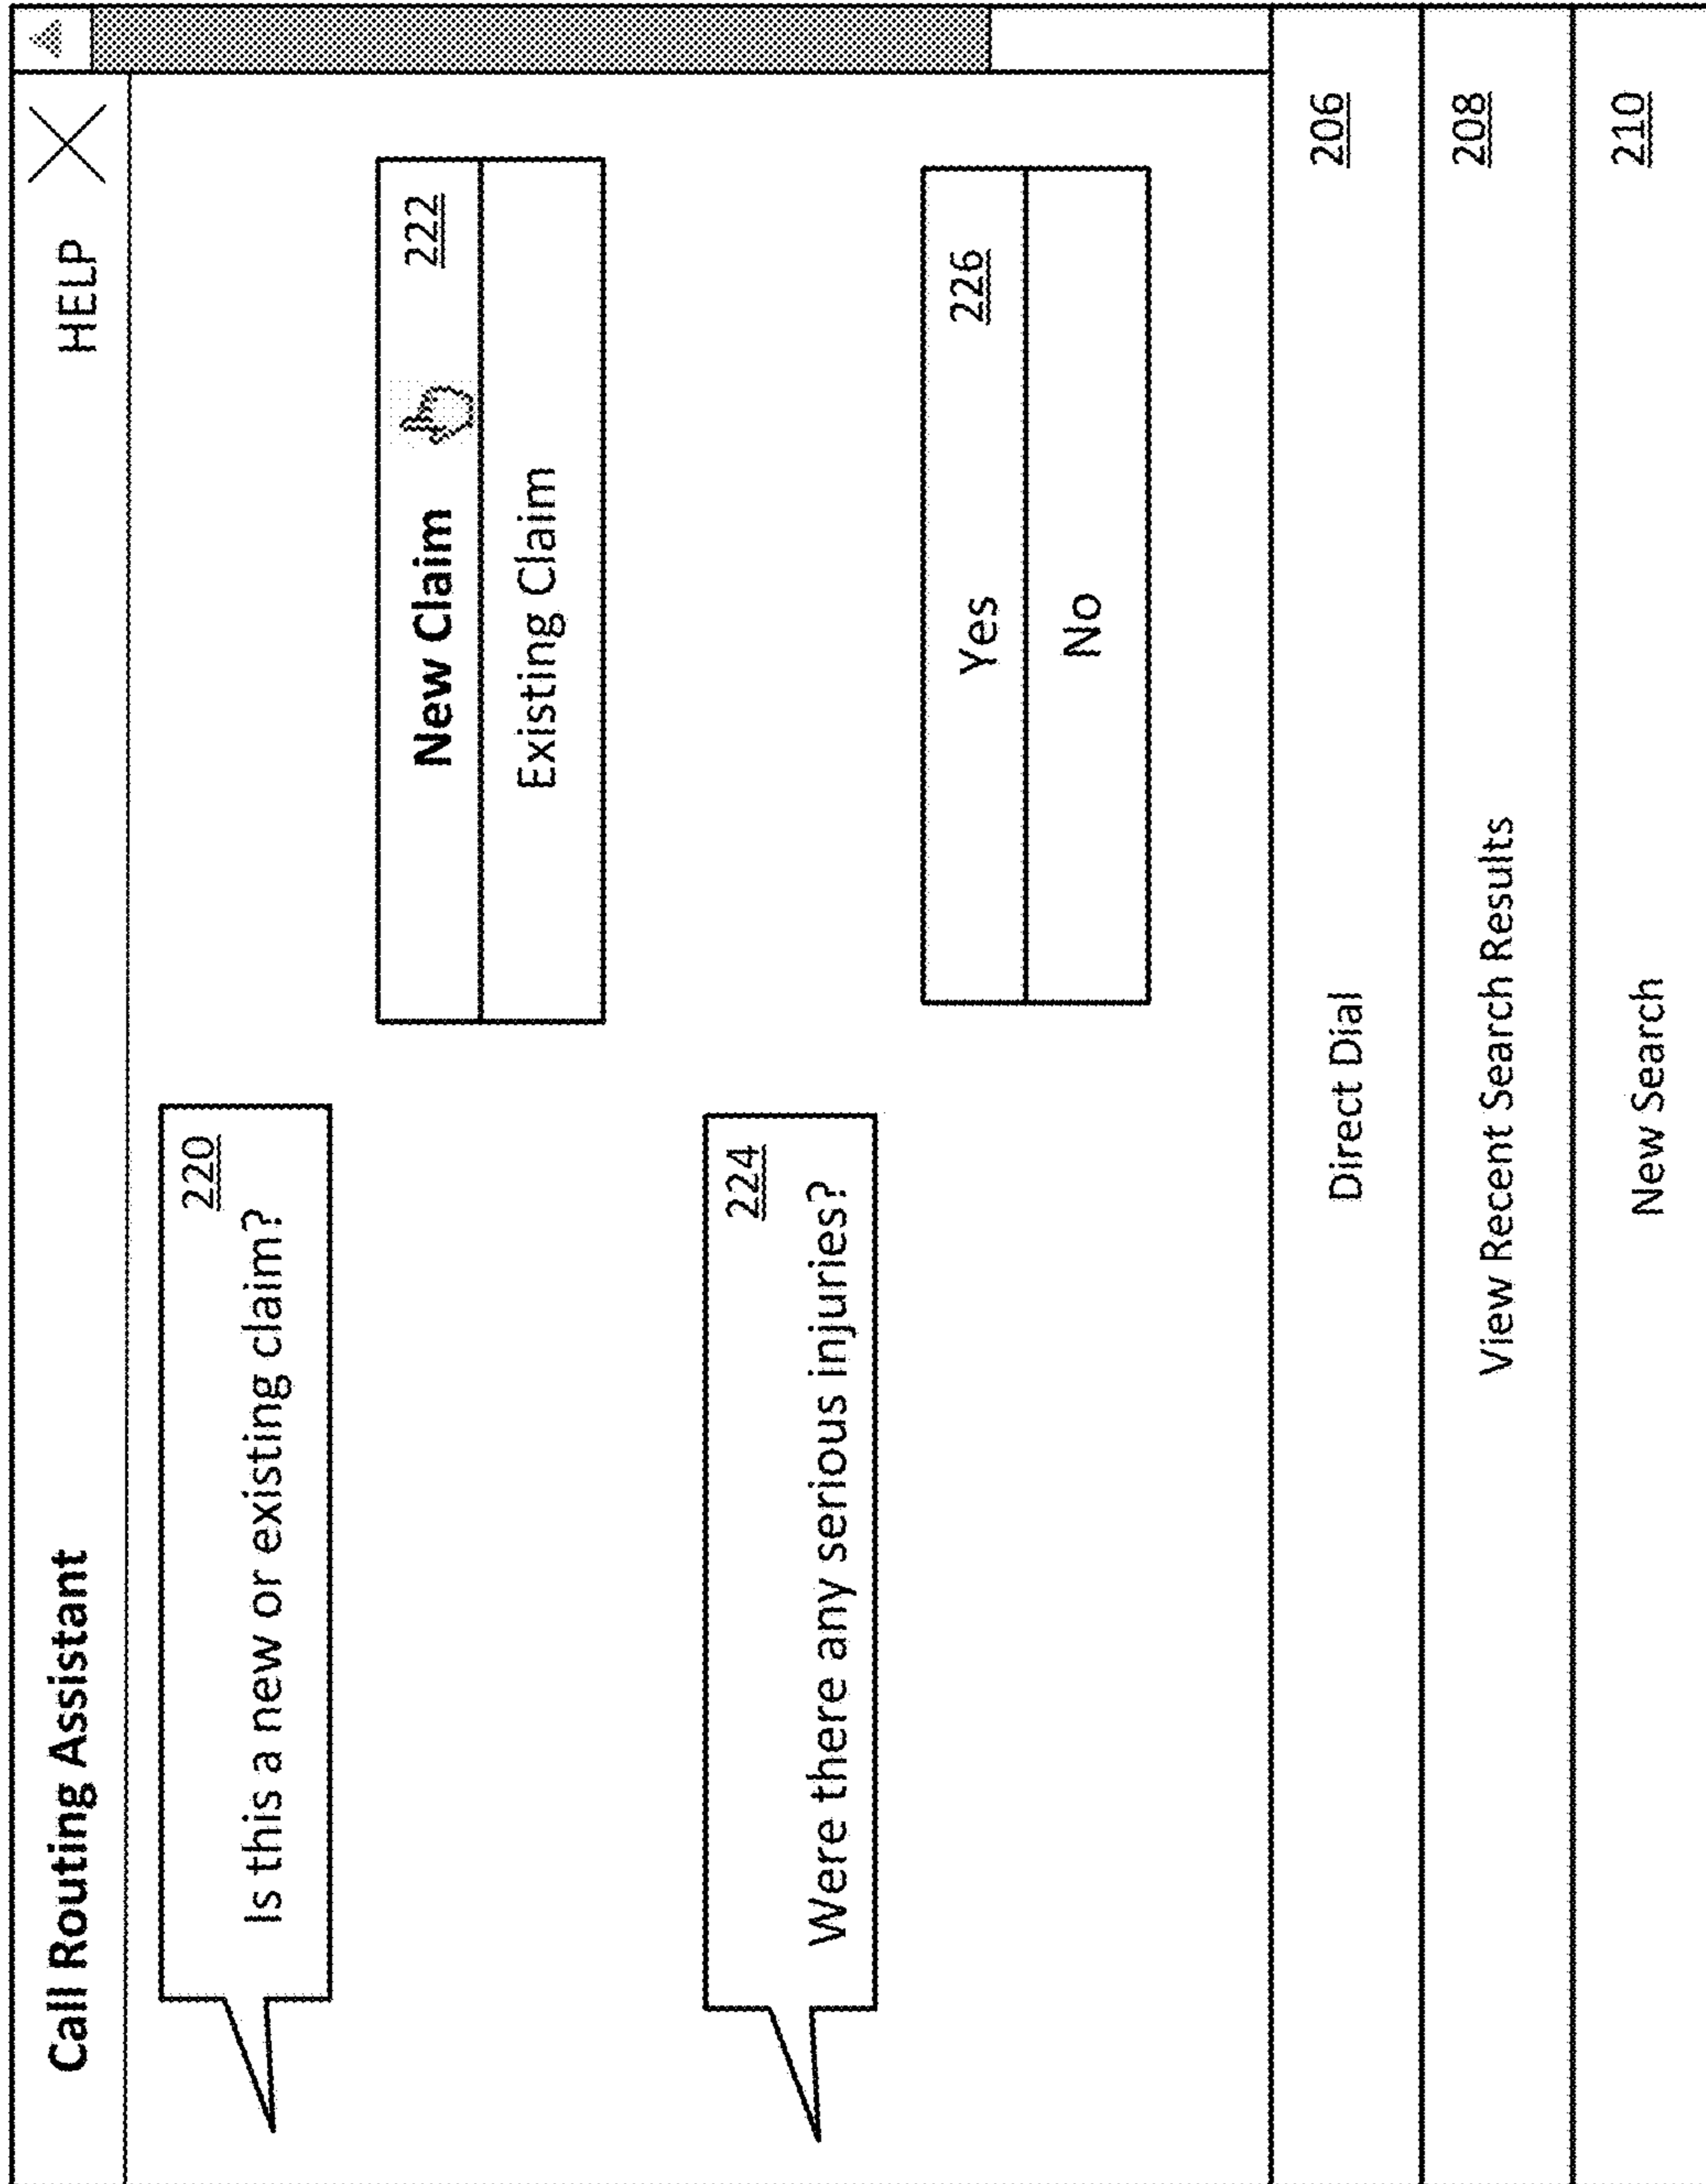 Call Routing Assistant HELP
220
Is this a new or existing claim?
New Claim 222
Existing Claim
224
Were there any serious injuries?
Yes 226
No
Direct Dial 206
View Recent Search Results 208
New Search 210